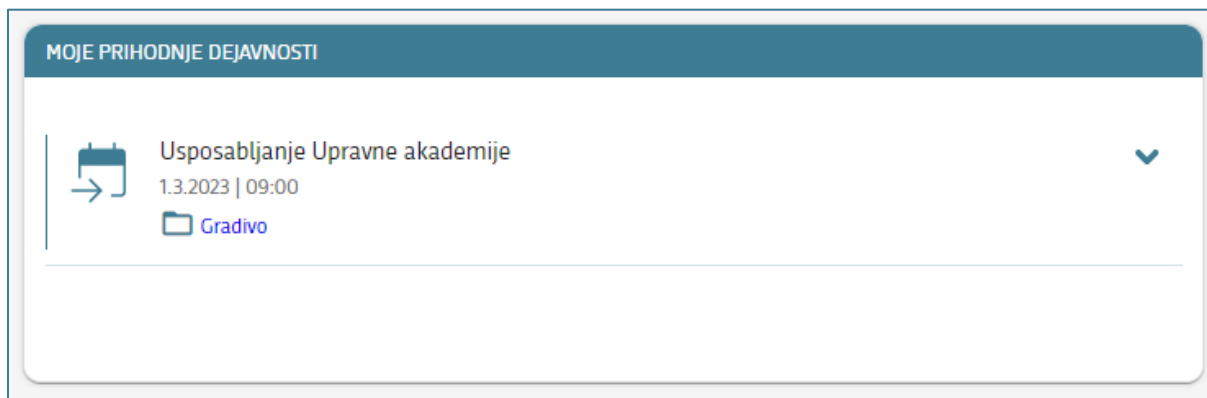 MOJE PRIHODNJE DEJAVNOSTI
Usposabljanje Upravne akademije
1.3.2023 | 09:00
Gradivo